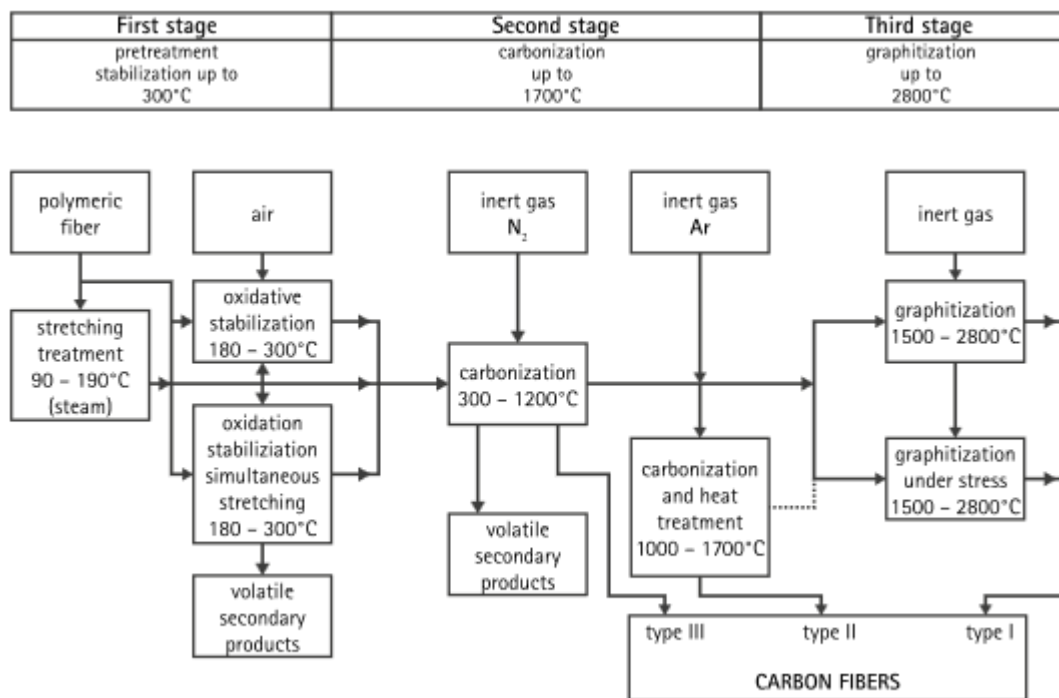 First stage
Second stage
Third stage
pretreatment
stabilization up to
300°C
carbonization
up to
1700°C
graphitization
up to
2800°C
polymeric
fiber
air
inert gas
N₂
inert gas
Ar
inert gas
stretching
treatment
90 – 190°C
(steam)
oxidative
stabilization
180 – 300°C
oxidation
stabiliziation
simultaneous
stretching
180 – 300°C
volatile
secondary
products
carbonization
300 – 1200°C
volatile
secondary
products
carbonization
and heat
treatment
1000 – 1700°C
graphitization
1500 – 2800°C
graphitization
under stress
1500 – 2800°C
type III
type II
type I
CARBON FIBERS